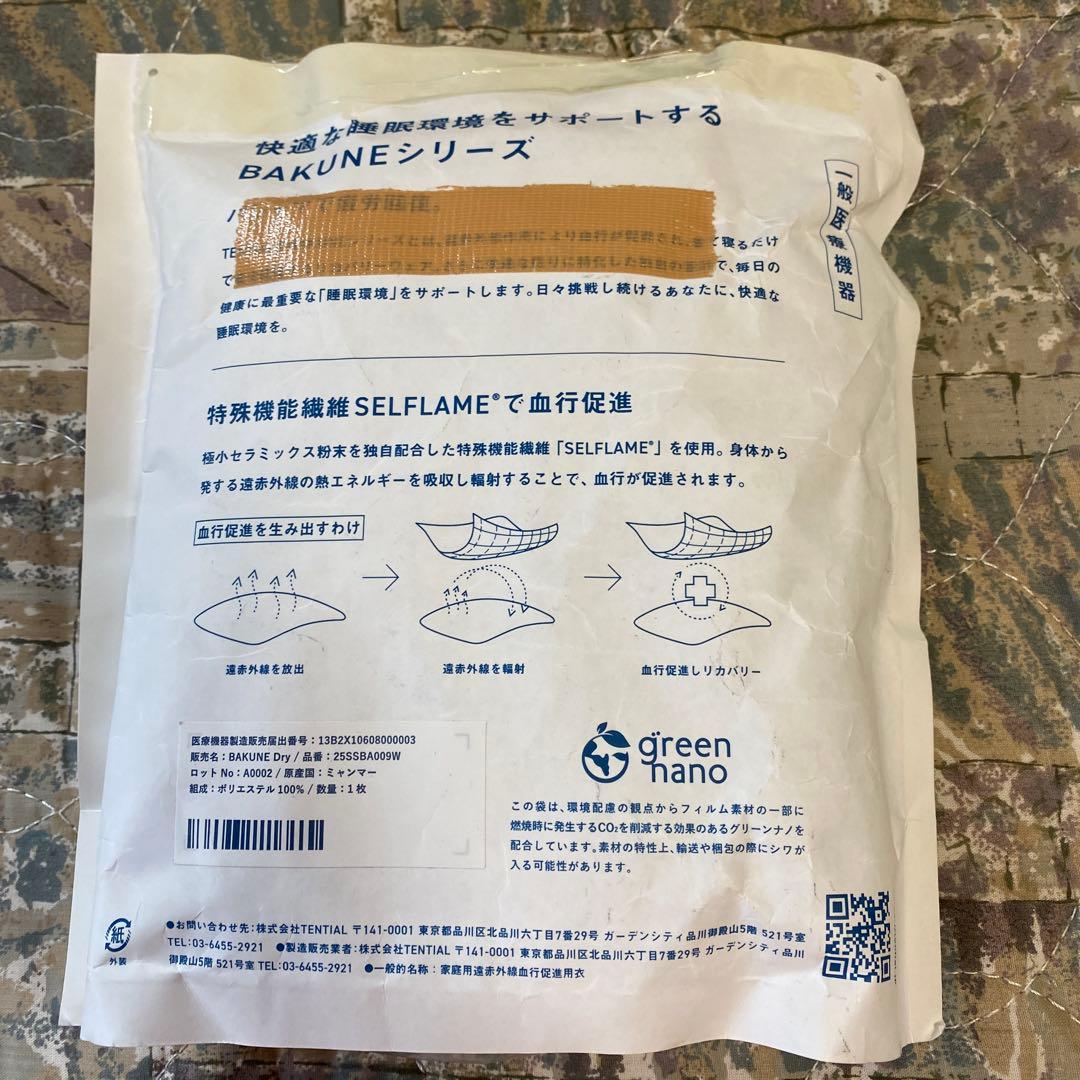 快適な睡眠環境をサポートする
BAKUNEシリーズ
一般医療機器
寝るだけ
で、毎日の
健康に最重要な「睡眠環境」をサポートします。日々挑戦し続けるあなたに、快適な
睡眠環境を。
特殊機能繊維SELFLAME®で血行促進
極小セラミックス粉末を独自配合した特殊機能繊維「SELFLAME®」を使用。身体から
発する遠赤外線の熱エネルギーを吸収し輻射することで、血行が促進されます。
血行促進を生み出すわけ
遠赤外線を放出
遠赤外線を輻射
血行促進しリカバリー
医療機器製造販売届出番号：13B2X10608000003
販売名：BAKUNE Dry / 品番：25SSBA009W
ロットNo：A0002 / 原産国：ミャンマー
組成：ポリエステル100% / 数量：1枚
green
nano
この袋は、環境配慮の観点からフィルム素材の一部に
燃焼時に発生するCO₂を削減する効果のあるグリーンナノを
配合しています。素材の特性上、輸送や梱包の際にシワが
入る可能性があります。
紙
外装
●お問い合わせ先：株式会社TENTIAL 〒141-0001 東京都品川区北品川六丁目7番29号 ガーデンシティ品川御殿山5階 521号室
TEL:03-6455-2921 ●製造販売業者：株式会社TENTIAL 〒141-0001 東京都品川区北品川六丁目7番29号 ガーデンシティ品川
御殿山5階 521号室 TEL:03-6455-2921 ●一般的名称：家庭用遠赤外線血行促進用衣